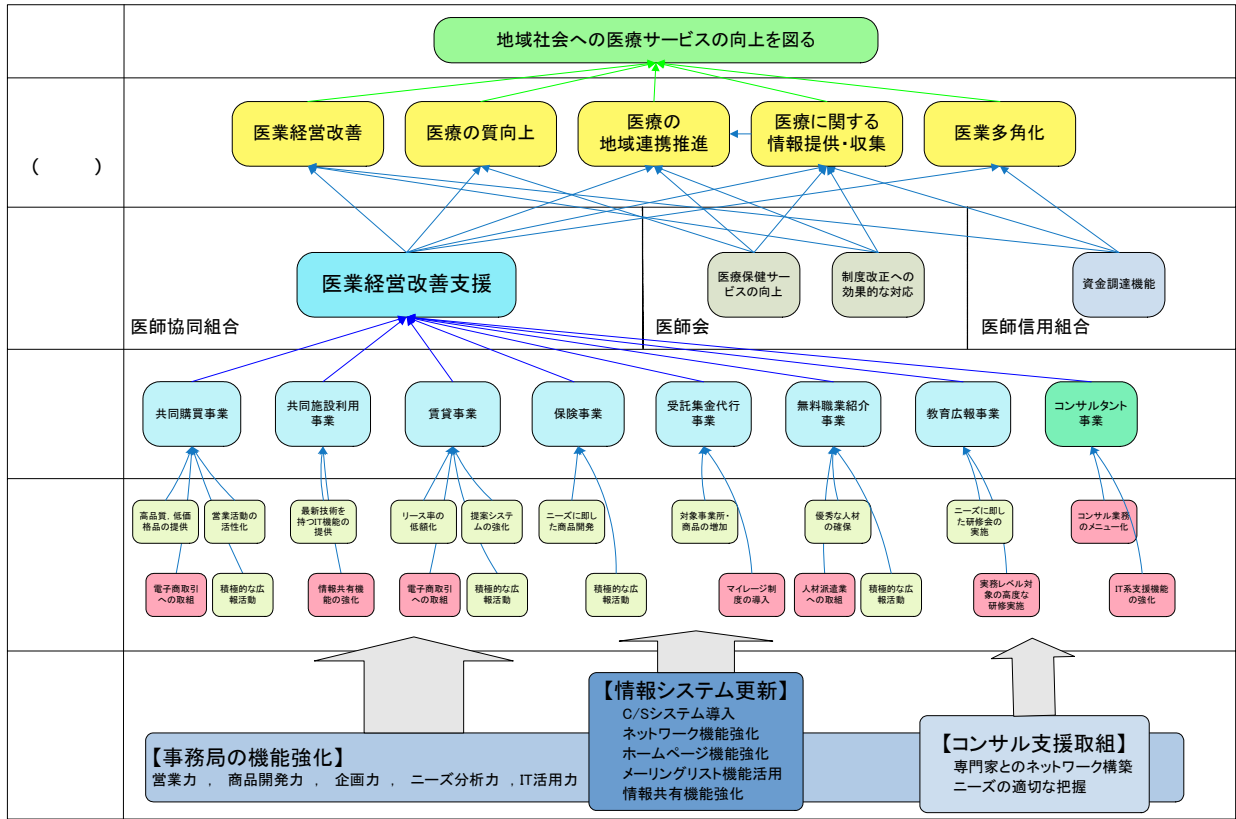 地域社会への医療サービスの向上を図る
医業経営改善
医療の質向上
医療の
地域連携推進
医療に関する
情報提供・収集
医業多角化
(　　　)
医業経営改善支援
医療保健サー
ビスの向上
制度改正への
効果的な対応
資金調達機能
医師協同組合
医師会
医師信用組合
共同購買事業
共同施設利用
事業
賃貸事業
保険事業
受託集金代行
事業
無料職業紹介
事業
教育広報事業
コンサルタント
事業
高品質、低価
格品の提供
営業活動の
活性化
最新技術を
持つIT機能の
提供
リース率の
低額化
提案システ
ムの強化
ニーズに即し
た商品開発
対象事業所・
商品の増加
優秀な人材
の確保
ニーズに即し
た研修会の
実施
コンサル業務
のメニュー化
電子商取引
への取組
積極的な広
報活動
情報共有機
能の強化
電子商取引
への取組
積極的な広
報活動
積極的な広
報活動
マイレージ制
度の導入
人材派遣業
への取組
積極的な広
報活動
実務レベル対
象の高度な
研修実施
IT系支援機能
の強化
【事務局の機能強化】
営業力 , 商品開発力 , 企画力 , ニーズ分析力 , IT活用力
【情報システム更新】
C/Sシステム導入
ネットワーク機能強化
ホームページ機能強化
メーリングリスト機能活用
情報共有機能強化
【コンサル支援取組】
専門家とのネットワーク構築
ニーズの適切な把握